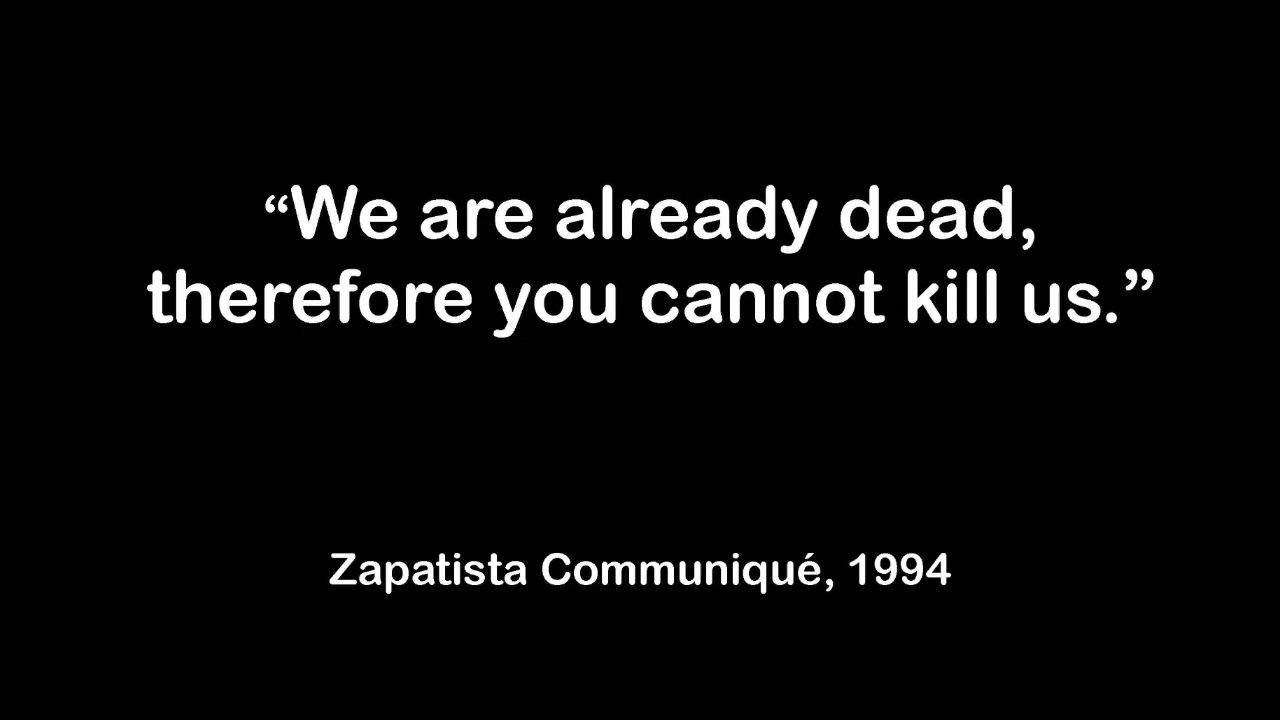 “We are already dead,
therefore you cannot kill us.”
Zapatista Communiqué, 1994